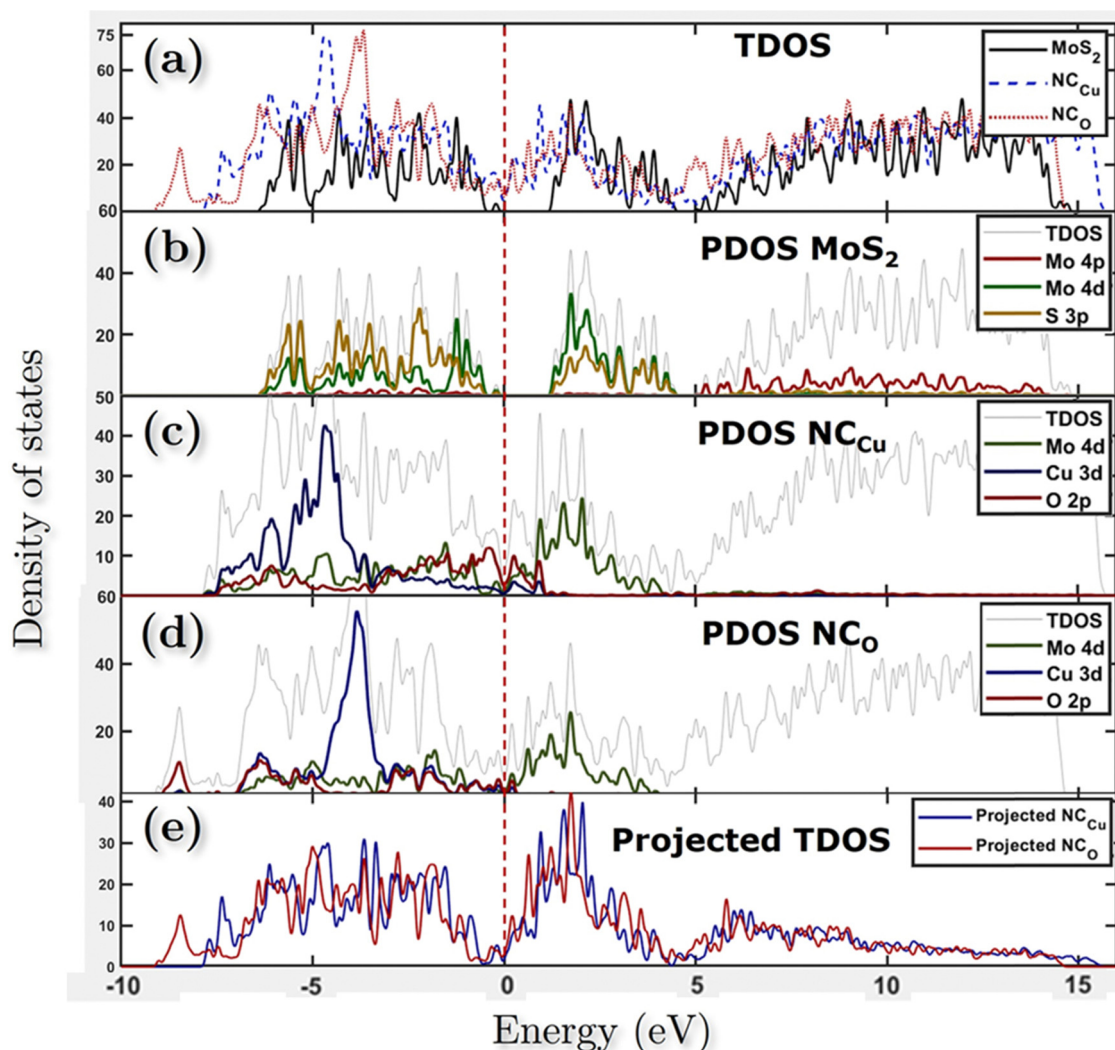 Density of states
(a)
TDOS
MoS2
NCCu
NCO
75
60
40
20
60
(b)
PDOS MoS2
TDOS
Mo 4p
Mo 4d
S 3p
40
20
50
(c)
PDOS NCCu
TDOS
Mo 4d
Cu 3d
O 2p
40
30
20
10
60
(d)
PDOS NCO
TDOS
Mo 4d
Cu 3d
O 2p
40
20
(e)
Projected TDOS
Projected NCCu
Projected NCO
40
30
20
10
0
-10 -5 0 5 10 15
Energy (eV)